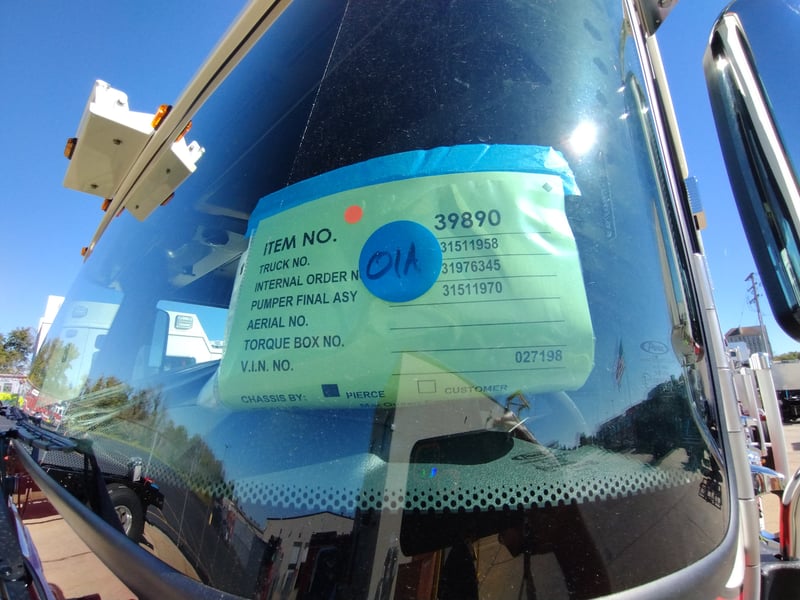 ITEM NO. 39890
TRUCK NO. 31511958
INTERNAL ORDER N 31976345
PUMPER FINAL ASY 31511970
AERIAL NO.
TORQUE BOX NO.
V.I.N. NO. 027198
CHASSIS BY: PIERCE CUSTOMER
OIA